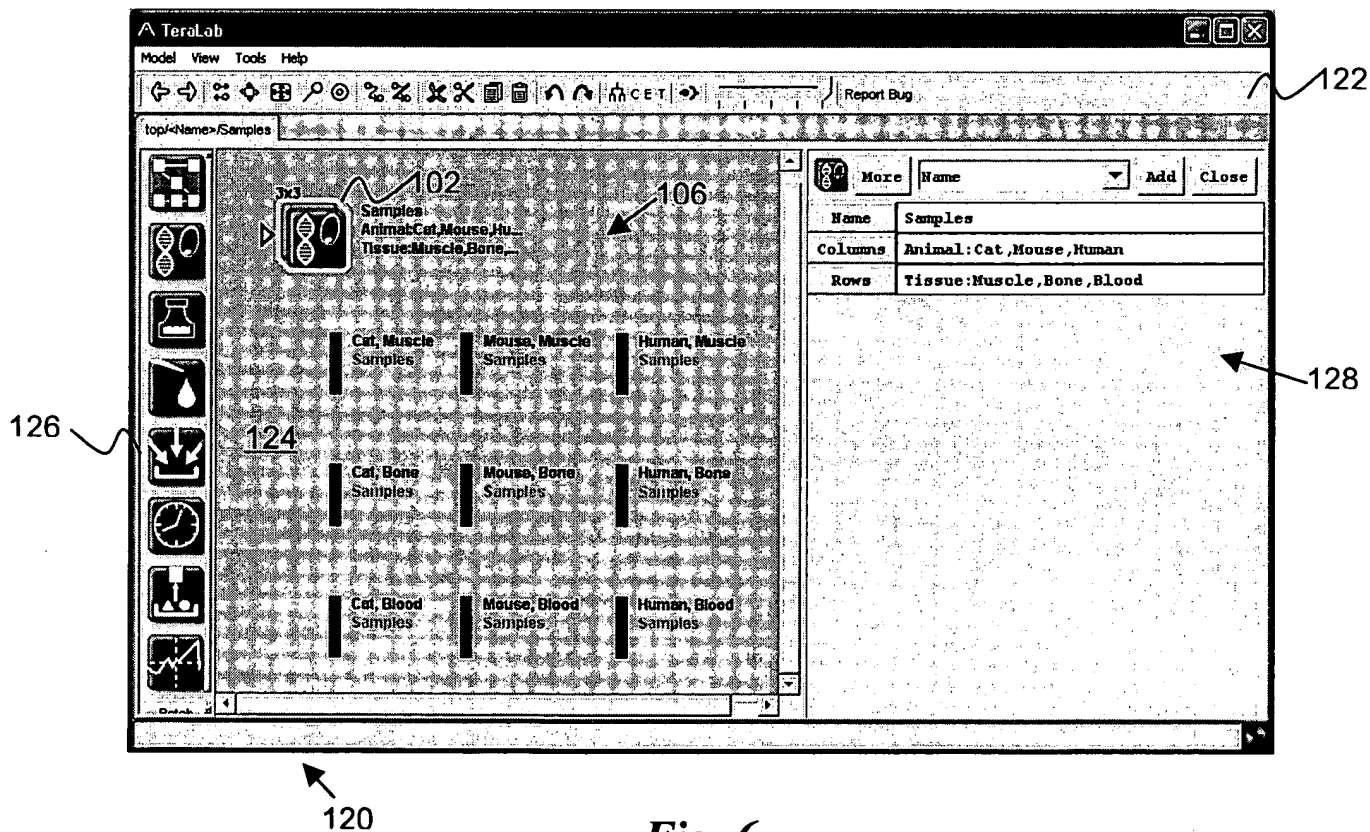 TeraLab
Model View Tools Help
C E T Report Bug
122
top/<Name>/Samples
3x3
102
106
Samples
Animal:Cat,Mouse,Hu...
Tissue:Muscle,Bone,...
More Name Add Close
Name Samples
Columns Animal:Cat,Mouse,Human
Rows Tissue:Muscle,Bone,Blood
Cat, Muscle Mouse, Muscle Human, Muscle
Samples Samples Samples
128
126
124
Cat, Bone Mouse, Bone Human, Bone
Samples Samples Samples
Cat, Blood Mouse, Blood Human, Blood
Samples Samples Samples
120
Fig. 6